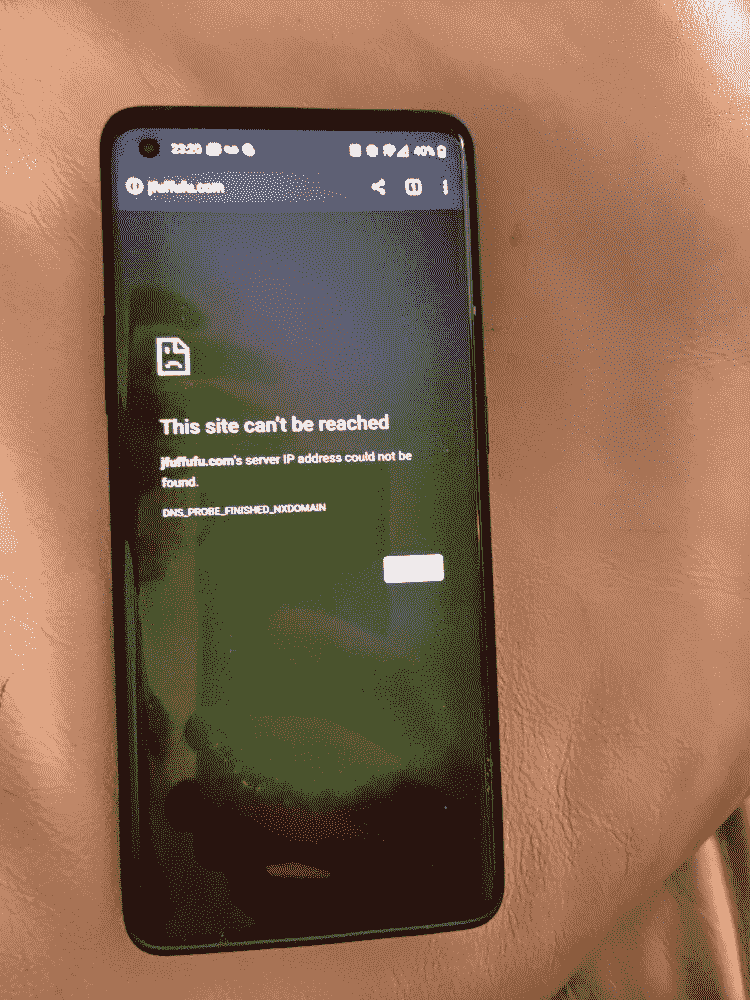 23:20
40%
jfuffufu.com
This site can't be reached
jfuffufu.com's server IP address could not be
found.
DNS_PROBE_FINISHED_NXDOMAIN